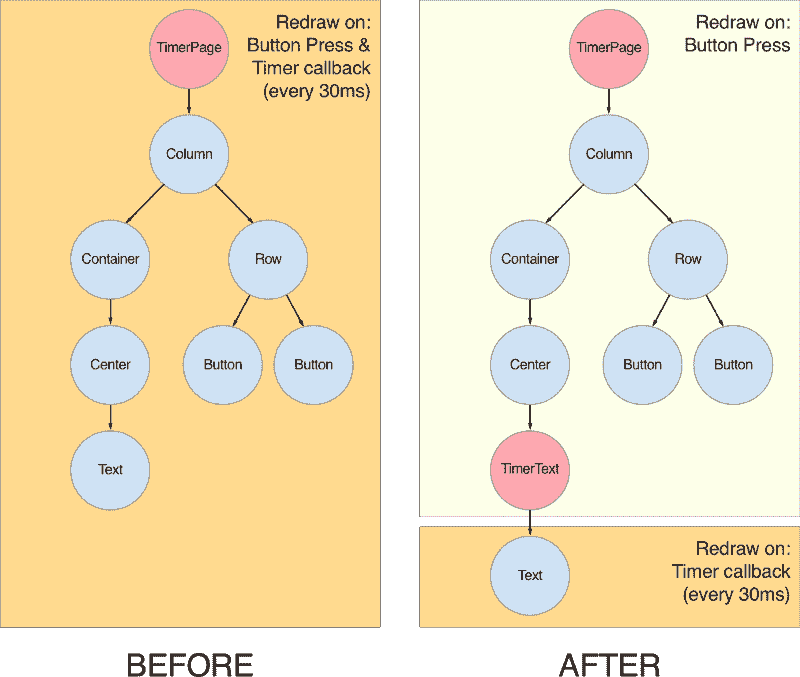 TimerPage
Redraw on:
Button Press &
Timer callback
(every 30ms)
Column
Container
Row
Center
Button
Button
Text
BEFORE
TimerPage
Redraw on:
Button Press
Column
Container
Row
Center
Button
Button
TimerText
Text
Redraw on:
Timer callback
(every 30ms)
AFTER